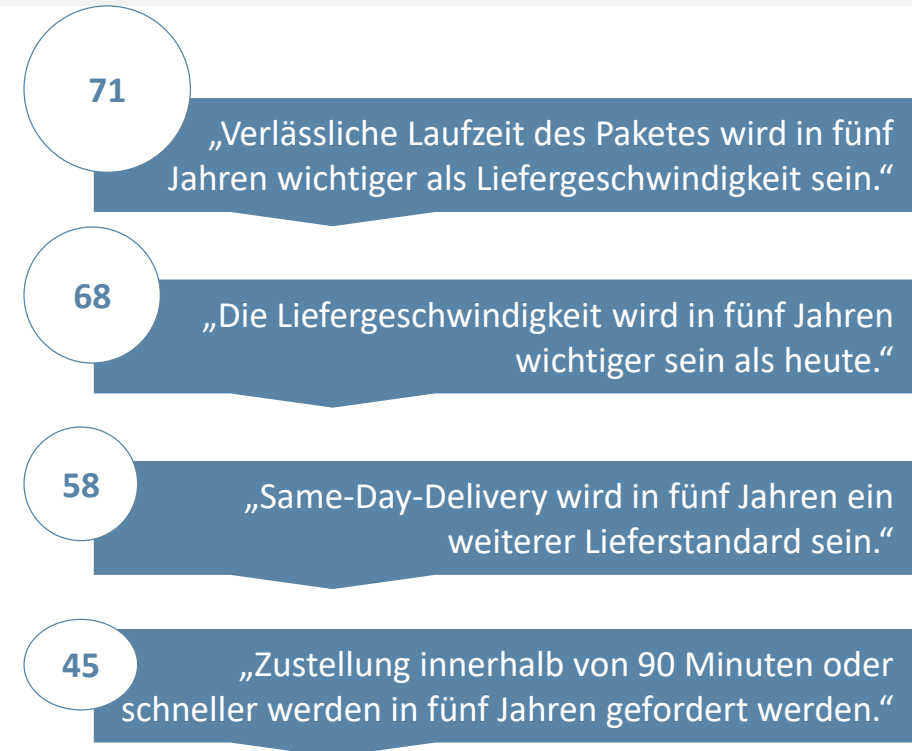 71
„Verlässliche Laufzeit des Paketes wird in fünf
Jahren wichtiger als Liefergeschwindigkeit sein.“
68
„Die Liefergeschwindigkeit wird in fünf Jahren
wichtiger sein als heute.“
58
„Same-Day-Delivery wird in fünf Jahren ein
weiterer Lieferstandard sein.“
45
„Zustellung innerhalb von 90 Minuten oder
schneller werden in fünf Jahren gefordert werden.“